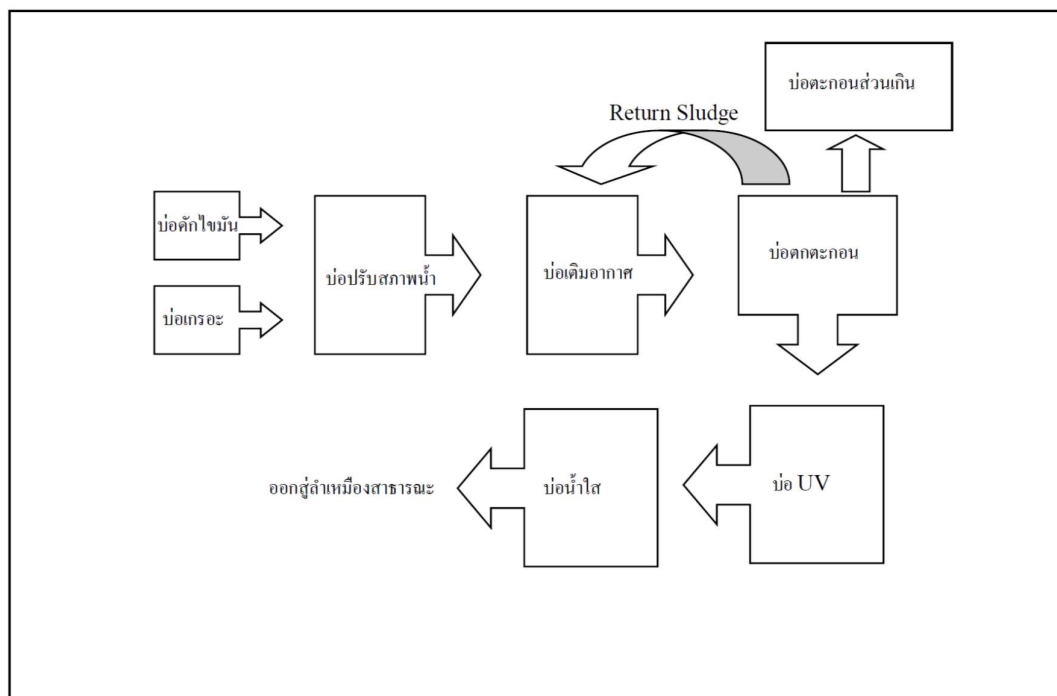 บ่อตะกอนส่วนเกิน
Return Sludge
บ่อดักไขมัน
บ่อปรับสภาพน้ำ
บ่อเติมอากาศ
บ่อตกตะกอน
บ่อเกรอะ
ออกสู่ลำเหมืองสาธารณะ
บ่อน้ำใส
บ่อ UV